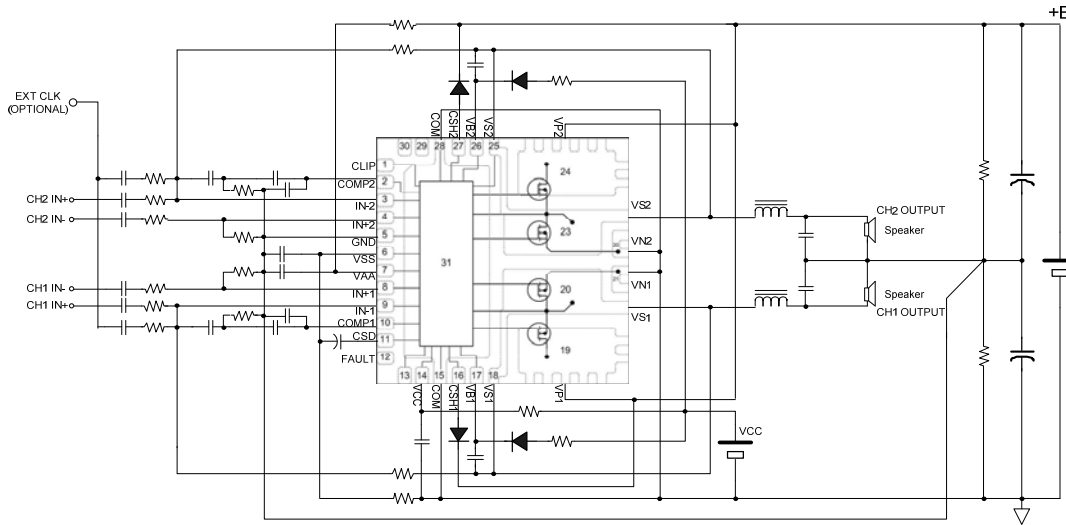 +B
EXT CLK
(OPTIONAL)
COM
CSH2
VB2
VS2
VP2
30
29
28
27
26
25
CLIP
1
24
COMP2
2
CH2 IN+
IN-2
3
VS2
CH2 IN-
IN+2
4
23
CH2 OUTPUT
Speaker
GND
5
VN2
VSS
6
31
VAA
7
VN1
CH1 IN-
IN+1
8
20
Speaker
CH1 IN+
IN-1
9
VS1
CH1 OUTPUT
COMP1
10
CSD
11
19
FAULT
12
13
14
15
16
17
18
VCC
COM
CSH1
VB1
VS1
VP1
VCC